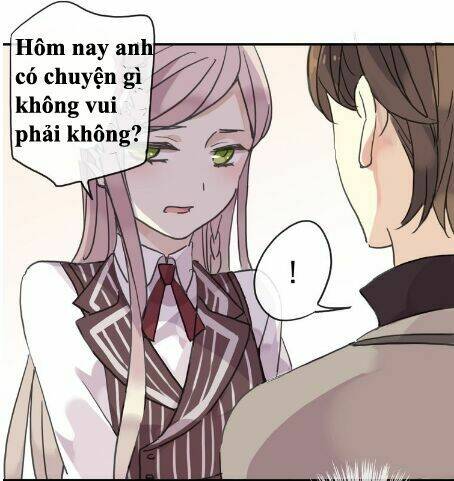 Hôm nay anh
có chuyện gì
không vui
phải không?
!